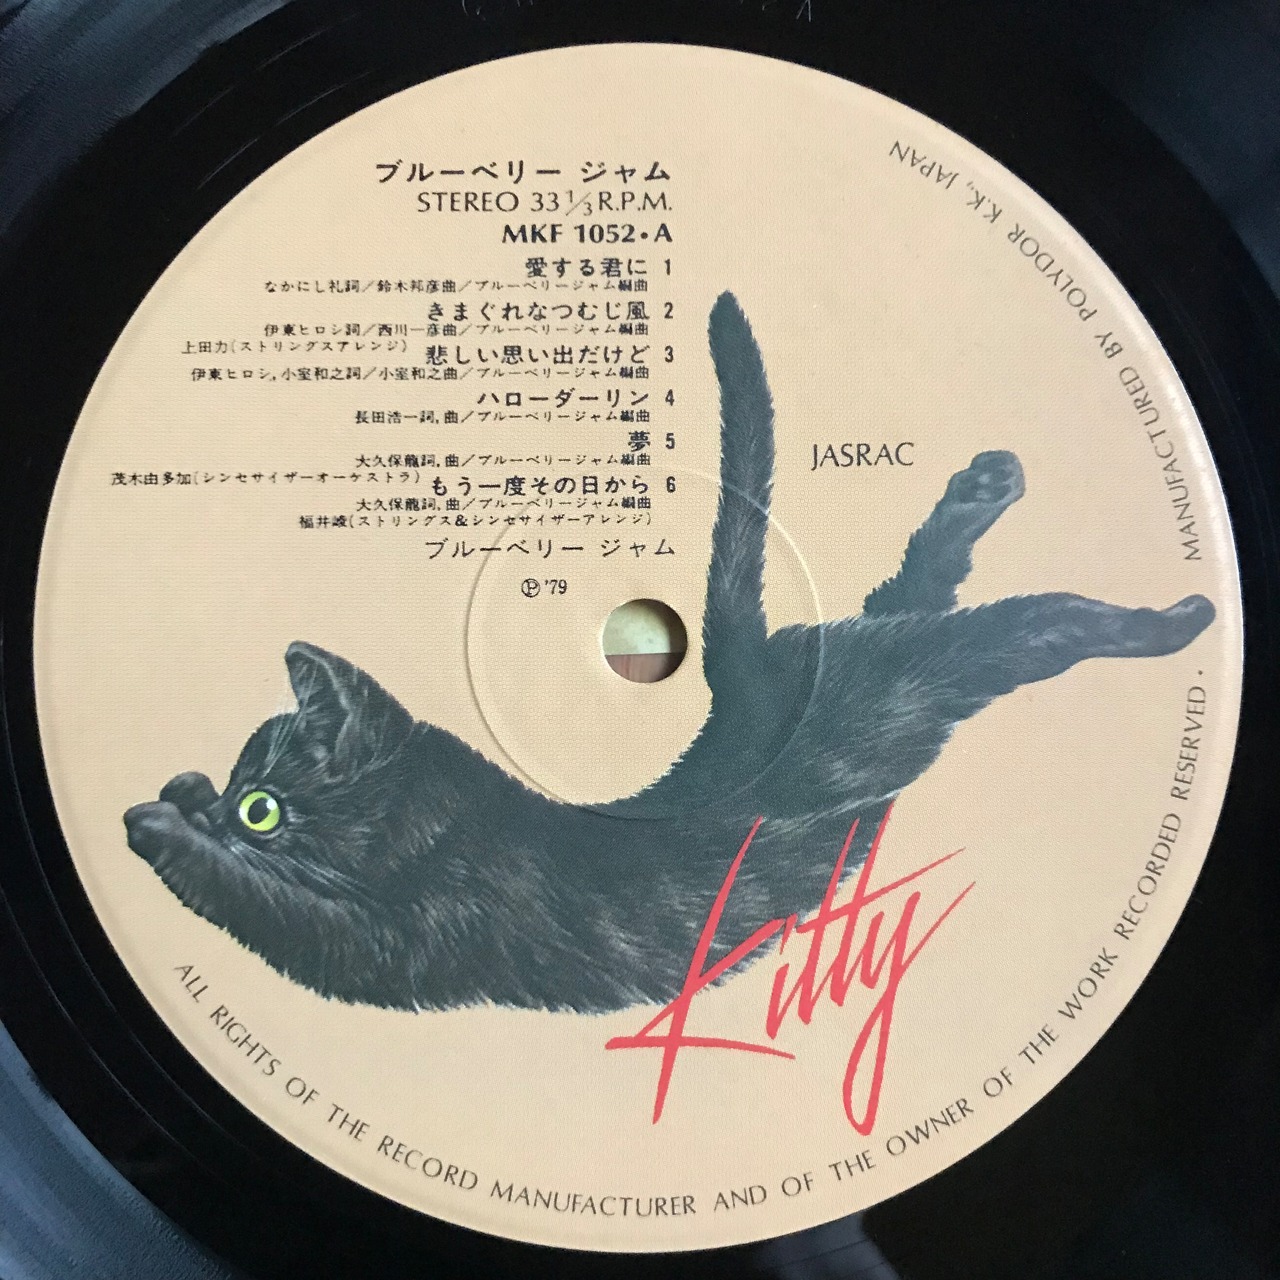 ブルーベリー ジャム
STEREO 33 1/3 R.P.M.
MKF 1052・A
愛する君に 1
なかにし礼詞／鈴木邦彦曲／ブルーベリージャム編曲
きまぐれなつむじ風 2
伊東ヒロシ詞／西川一彦曲／ブルーベリージャム編曲
上田力(ストリングスアレンジ)
悲しい思い出だけど 3
伊東ヒロシ,小室和之詞／小室和之曲／ブルーベリージャム編曲
ハローダーリン 4
長田浩一詞,曲／ブルーベリージャム編曲
夢 5
大久保龍詞,曲／ブルーベリージャム編曲
茂木由多加(シンセサイザーオーケストラ)
もう一度その日から 6
大久保龍詞,曲／ブルーベリージャム編曲
福井崚(ストリングス&シンセサイザーアレンジ)
ブルーベリー ジャム
Ⓟ'79
JASRAC
Kitty
ALL RIGHTS OF THE RECORD MANUFACTURER AND OF THE OWNER OF THE WORK RECORDED RESERVED・MANUFACTURED BY POLYDOR K.K., JAPAN